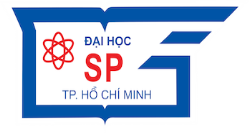 ĐẠI HỌC
SP
TP. HỒ CHÍ MINH